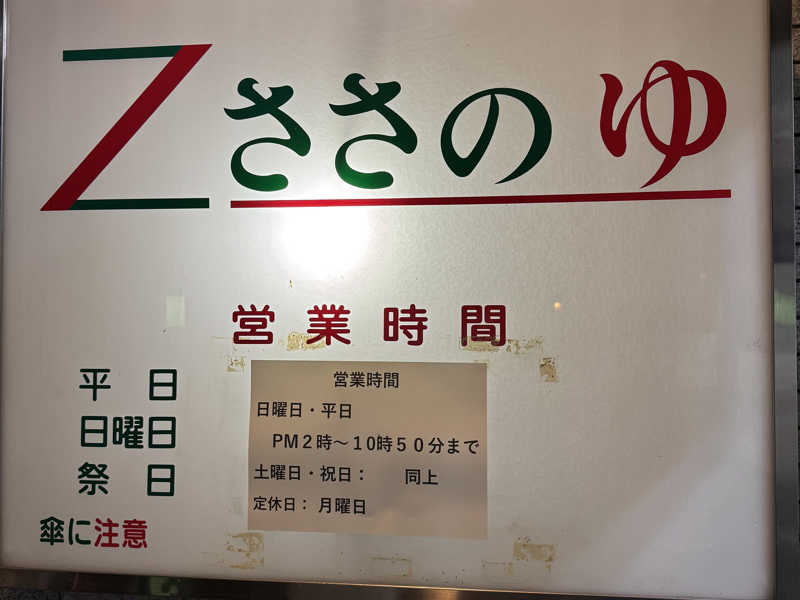 Zささの ゆ
営業時間
平 日
日曜日
祭 日
傘に注意
営業時間
日曜日・平日
PM2時～10時50分まで
土曜日・祝日： 同上
定休日： 月曜日